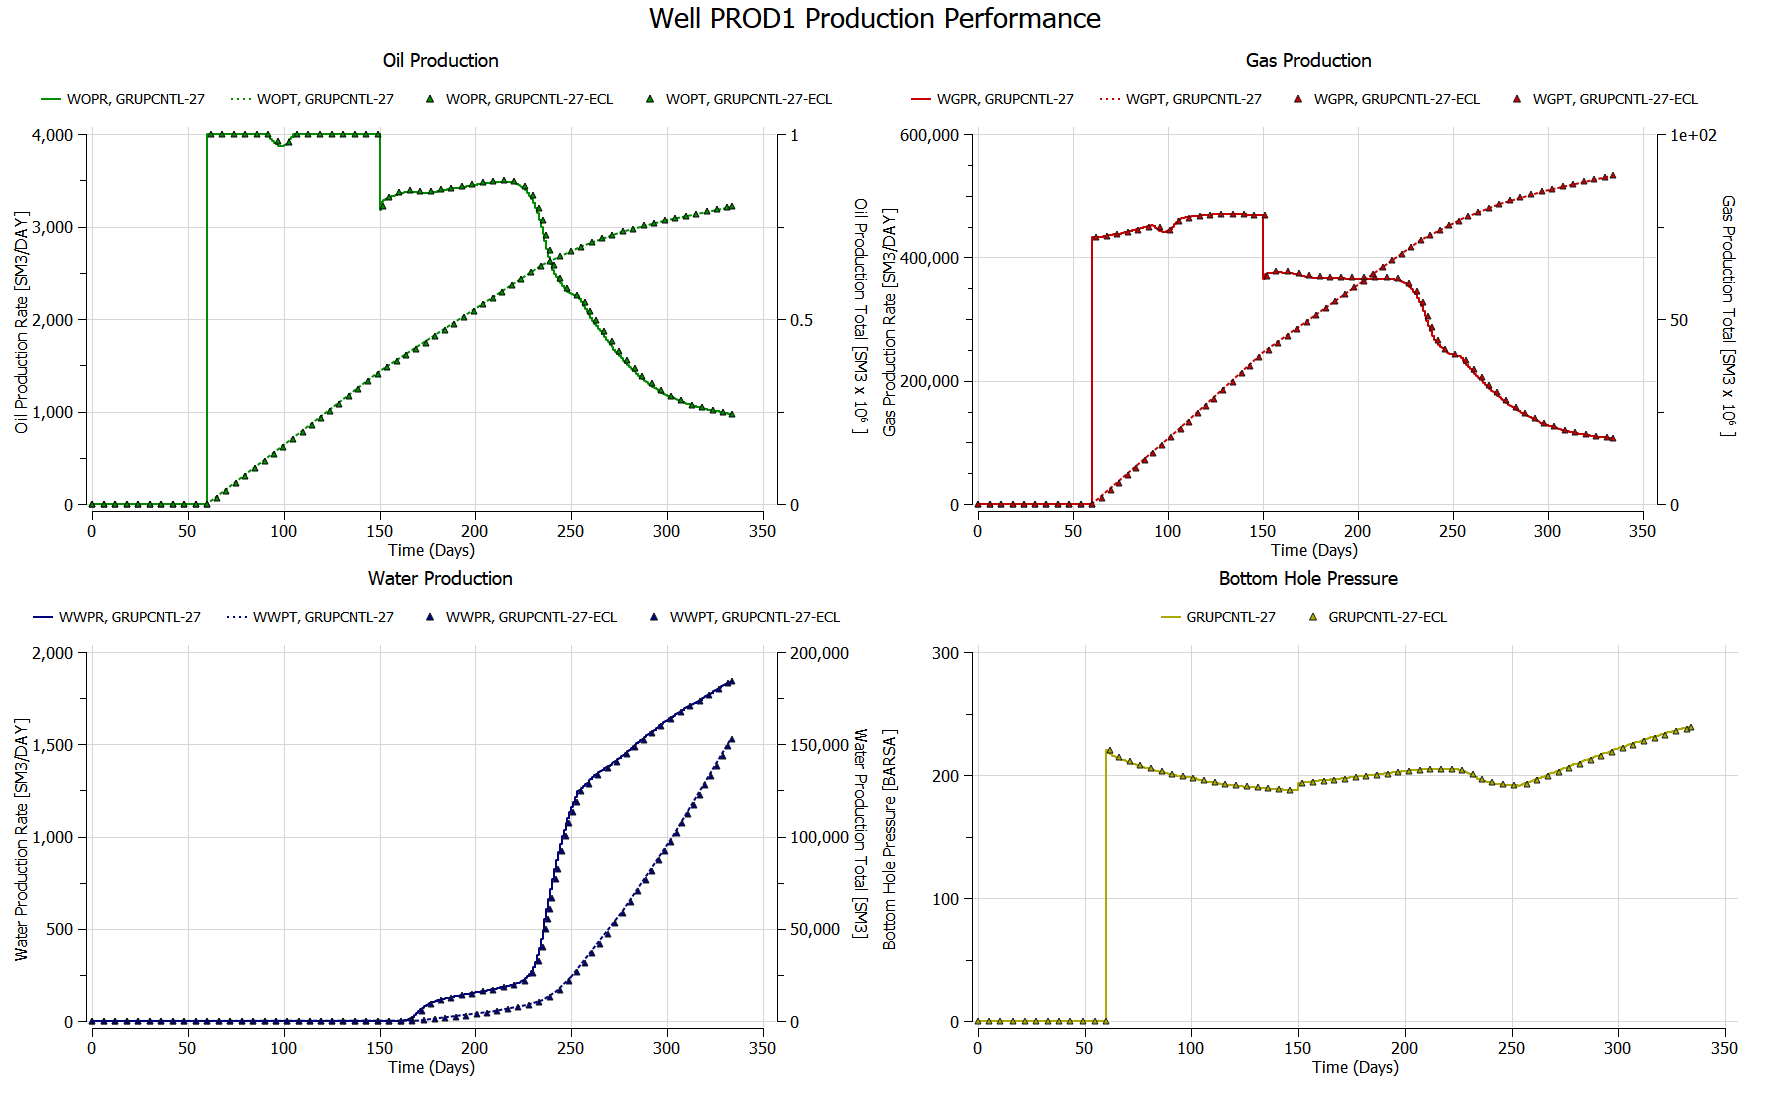 Well PROD1 Production Performance
Oil Production
WOPR, GRUPCNTL-27 WOPT, GRUPCNTL-27 WOPR, GRUPCNTL-27-ECL WOPT, GRUPCNTL-27-ECL
4,000
3,000
2,000
1,000
0
Oil Production Rate [SM3/DAY]
1
0.5
0
Oil Production Total [SM3 x 10⁶ ]
0 50 100 150 200 250 300 350
Time (Days)
Gas Production
WGPR, GRUPCNTL-27 WGPT, GRUPCNTL-27 WGPR, GRUPCNTL-27-ECL WGPT, GRUPCNTL-27-ECL
600,000
400,000
200,000
0
Gas Production Rate [SM3/DAY]
1e+02
50
0
Gas Production Total [SM3 x 10⁶ ]
0 50 100 150 200 250 300 350
Time (Days)
Water Production
WWPR, GRUPCNTL-27 WWPT, GRUPCNTL-27 WWPR, GRUPCNTL-27-ECL WWPT, GRUPCNTL-27-ECL
2,000
1,500
1,000
500
0
Water Production Rate [SM3/DAY]
200,000
150,000
100,000
50,000
0
Water Production Total [SM3]
0 50 100 150 200 250 300 350
Time (Days)
Bottom Hole Pressure
GRUPCNTL-27 GRUPCNTL-27-ECL
300
200
100
0
Bottom Hole Pressure [BARSA]
0 50 100 150 200 250 300 350
Time (Days)